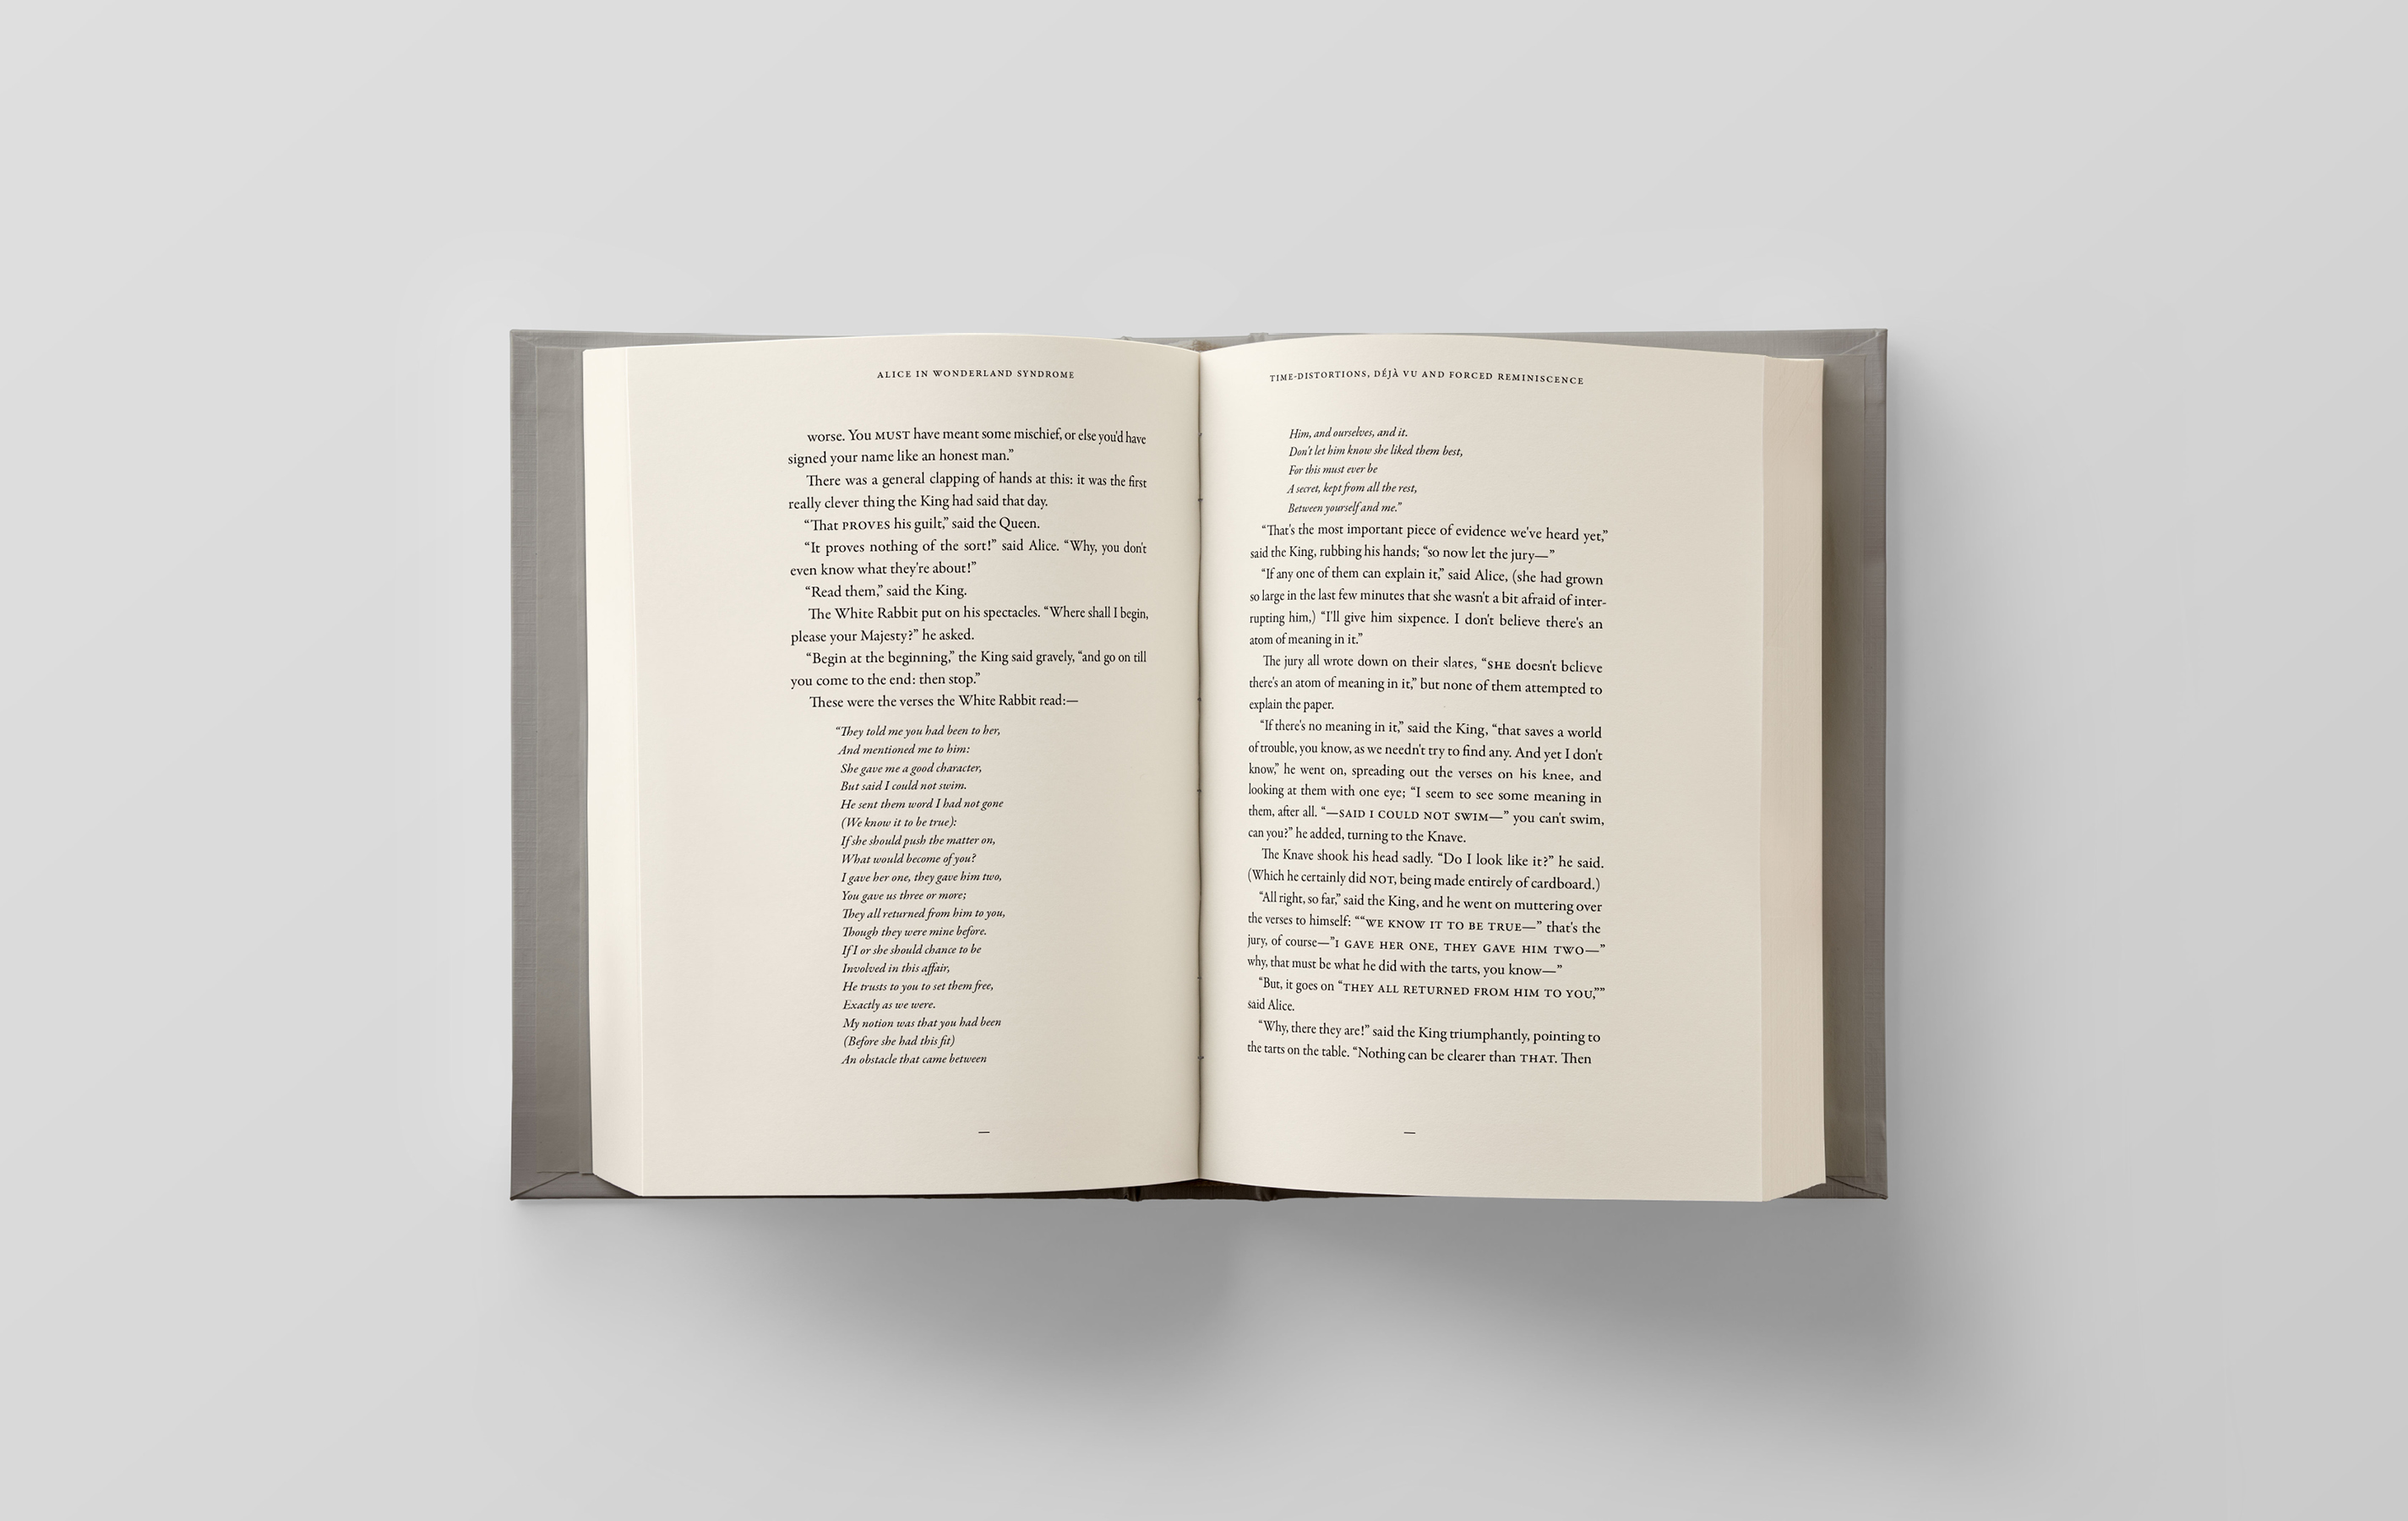 ALICE IN WONDERLAND SYNDROME
worse. You MUST have meant some mischief, or else you'd have
signed your name like an honest man.”
There was a general clapping of hands at this: it was the first
really clever thing the King had said that day.
“That PROVES his guilt,” said the Queen.
“It proves nothing of the sort!” said Alice. “Why, you don't
even know what they're about!”
“Read them,” said the King.
The White Rabbit put on his spectacles. “Where shall I begin,
please your Majesty?” he asked.
“Begin at the beginning,” the King said gravely, “and go on till
you come to the end: then stop.”
These were the verses the White Rabbit read:—
“They told me you had been to her,
And mentioned me to him:
She gave me a good character,
But said I could not swim.
He sent them word I had not gone
(We know it to be true):
If she should push the matter on,
What would become of you?
I gave her one, they gave him two,
You gave us three or more;
They all returned from him to you,
Though they were mine before.
If I or she should chance to be
Involved in this affair,
He trusts to you to set them free,
Exactly as we were.
My notion was that you had been
(Before she had this fit)
An obstacle that came between
—
TIME-DISTORTIONS, DÉJÀ VU AND FORCED REMINISCENCE
Him, and ourselves, and it.
Don't let him know she liked them best,
For this must ever be
A secret, kept from all the rest,
Between yourself and me.”
“That's the most important piece of evidence we've heard yet,”
said the King, rubbing his hands; “so now let the jury—”
“If any one of them can explain it,” said Alice, (she had grown
so large in the last few minutes that she wasn't a bit afraid of inter-
rupting him,) “I'll give him sixpence. I don't believe there's an
atom of meaning in it.”
The jury all wrote down on their slates, “SHE doesn't believe
there's an atom of meaning in it,” but none of them attempted to
explain the paper.
“If there's no meaning in it,” said the King, “that saves a world
of trouble, you know, as we needn't try to find any. And yet I don't
know,” he went on, spreading out the verses on his knee, and
looking at them with one eye; “I seem to see some meaning in
them, after all. “—SAID I COULD NOT SWIM—” you can't swim,
can you?” he added, turning to the Knave.
The Knave shook his head sadly. “Do I look like it?” he said.
(Which he certainly did NOT, being made entirely of cardboard.)
“All right, so far,” said the King, and he went on muttering over
the verses to himself: ““WE KNOW IT TO BE TRUE—” that's the
jury, of course—”I GAVE HER ONE, THEY GAVE HIM TWO—”
why, that must be what he did with the tarts, you know—”
“But, it goes on “THEY ALL RETURNED FROM HIM TO YOU,””
said Alice.
“Why, there they are!” said the King triumphantly, pointing to
the tarts on the table. “Nothing can be clearer than THAT. Then
—